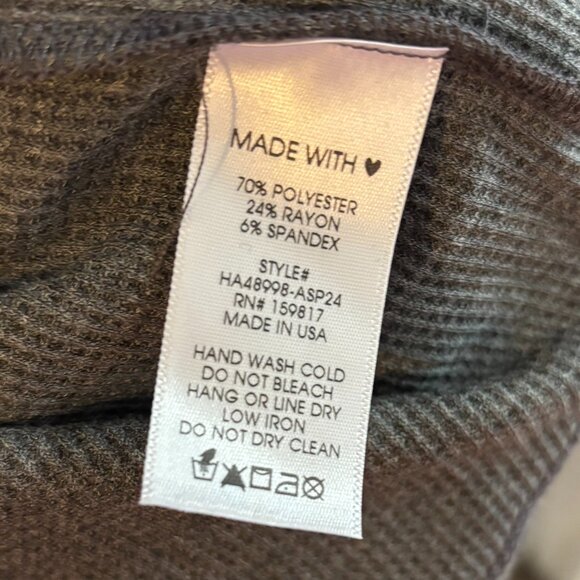 MADE WITH ♥
70% POLYESTER
24% RAYON
6% SPANDEX
STYLE#
HA48998-ASP24
RN# 159817
MADE IN USA
HAND WASH COLD
DO NOT BLEACH
HANG OR LINE DRY
LOW IRON
DO NOT DRY CLEAN